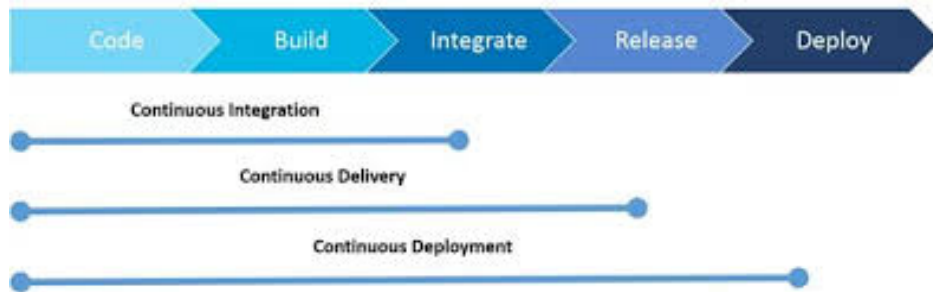 Code Build Integrate Release Deploy
Continuous Integration
Continuous Delivery
Continuous Deployment